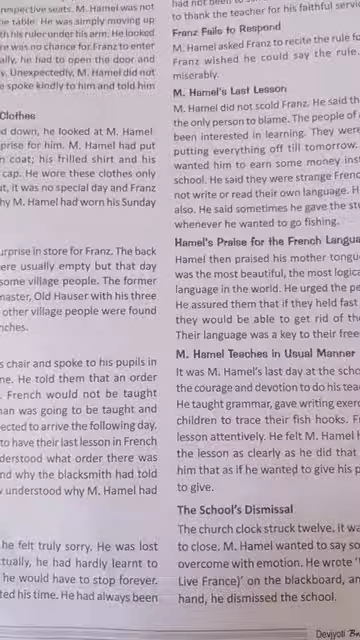 respective seats. M. Hamel was not
the table. He was simply moving up
th his ruler under his arm. He looked
ere was no chance for Franz to enter
ally, he had to open the door and
y. Unexpectedly, M. Hamel did not
e spoke kindly to him and told him
Clothes
d down, he looked at M. Hamel
prise for him. M. Hamel had put
n coat; his frilled shirt and his
cap. He wore these clothes only
ut, it was no special day and Franz
hy M. Hamel had worn his Sunday
urprise in store for Franz. The back
ere usually empty but that day
some village people. The former
master, Old Hauser with his three
other village people were found
nches.
s chair and spoke to his pupils in
ne. He told them that an order
. French would not be taught
man was going to be taught and
ected to arrive the following day.
to have their last lesson in French
derstood what order there was
nd why the blacksmith had told
w understood why M. Hamel had
he felt truly sorry. He was lost
tually, he had hardly learnt to
he would have to stop forever.
ted his time. He had always been
had not been
to thank the teacher for his faithful servi
Franz Fails to Respond
M. Hamel asked Franz to recite the rule fo
Franz wished he could say the rule.
miserably.
M. Hamel's Last Lesson
M. Hamel did not scold Franz. He said th
the only person to blame. The people of
been interested in learning. They were
putting everything off till tomorrow.
wanted him to earn some money inst
school. He said they were strange Frenc
not write or read their own language. H
also. He said sometimes he gave the stu
whenever he wanted to go fishing.
Hamel's Praise for the French Langua
Hamel then praised his mother tongue
was the most beautiful, the most logica
language in the world. He urged the pe
He assured them that if they held fast
they would be able to get rid of the
Their language was a key to their free
M. Hamel Teaches in Usual Manner
It was M. Hamel's last day at the scho
the courage and devotion to do his tea
He taught grammar, gave writing exerc
children to trace their fish hooks. Fr
lesson attentively. He felt M. Hamel h
the lesson as clearly as he did that
him that as if he wanted to give his p
to give.
The School's Dismissal
The church clock struck twelve. It wa
to close. M. Hamel wanted to say so
overcome with emotion. He wrote '
Live France)' on the blackboard, an
hand, he dismissed the school.
Devjyoti